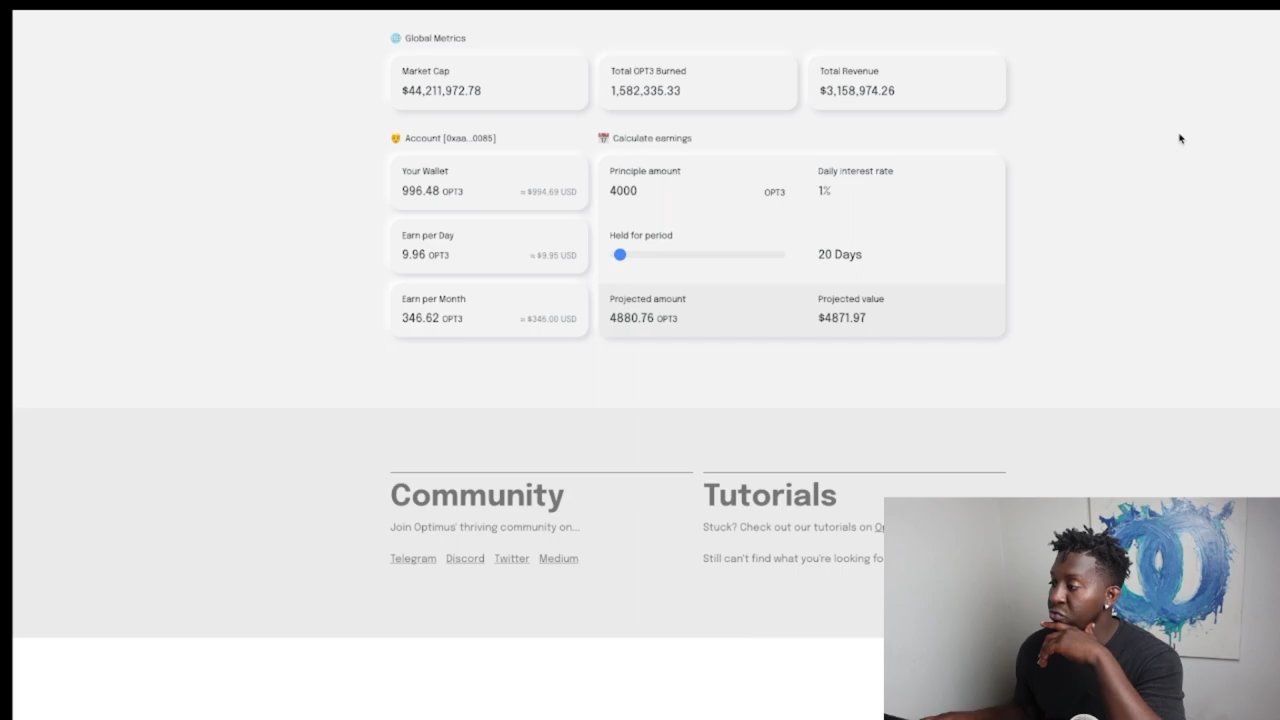 Global Metrics
Market Cap
$44,211,972.78
Total OPT3 Burned
1,582,335.33
Total Revenue
$3,158,974.26
Account [0xaa...0085]
Your Wallet
996.48 OPT3
≈ $994.69 USD
Earn per Day
9.96 OPT3
≈ $9.95 USD
Earn per Month
346.62 OPT3
≈ $346.00 USD
Calculate earnings
Principle amount
4000
OPT3
Daily interest rate
1%
Held for period
20 Days
Projected amount
4880.76 OPT3
Projected value
$4871.97
Community
Join Optimus' thriving community on...
Telegram Discord Twitter Medium
Tutorials
Stuck? Check out our tutorials on
Still can't find what you're looking